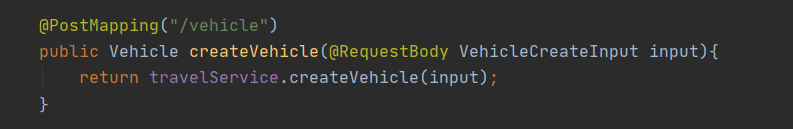 @PostMapping("/vehicle")
public Vehicle createVehicle(@RequestBody VehicleCreateInput input){
    return travelService.createVehicle(input);
}